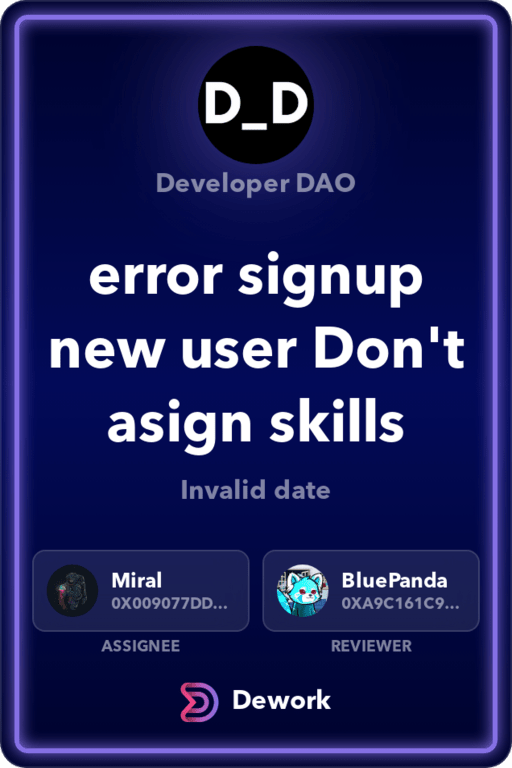 D_D
Developer DAO
error signup
new user Don't
asign skills
Invalid date
Miral
0X009077DD...
BluePanda
0XA9C161C9...
ASSIGNEE
REVIEWER
Dework